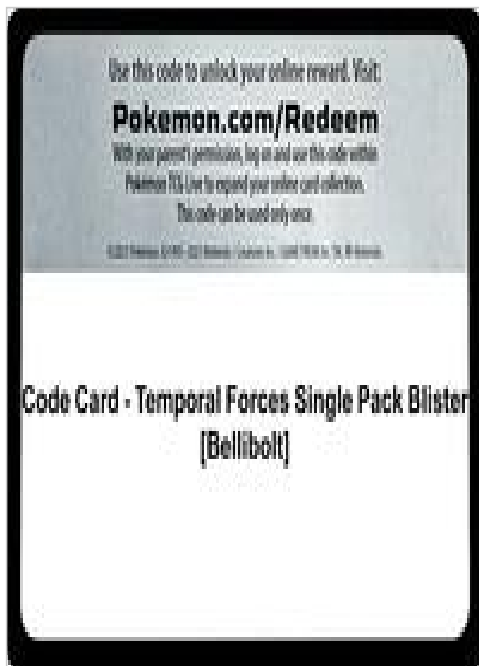 Use this code to unlock your online reward. Visit:
Pokemon.com/Redeem
With your parent's permission, log on and use this code within
Pokémon TCG Live to expand your online card collection.
This code can be used only once.
Code Card - Temporal Forces Single Pack Blister
[Bellibolt]